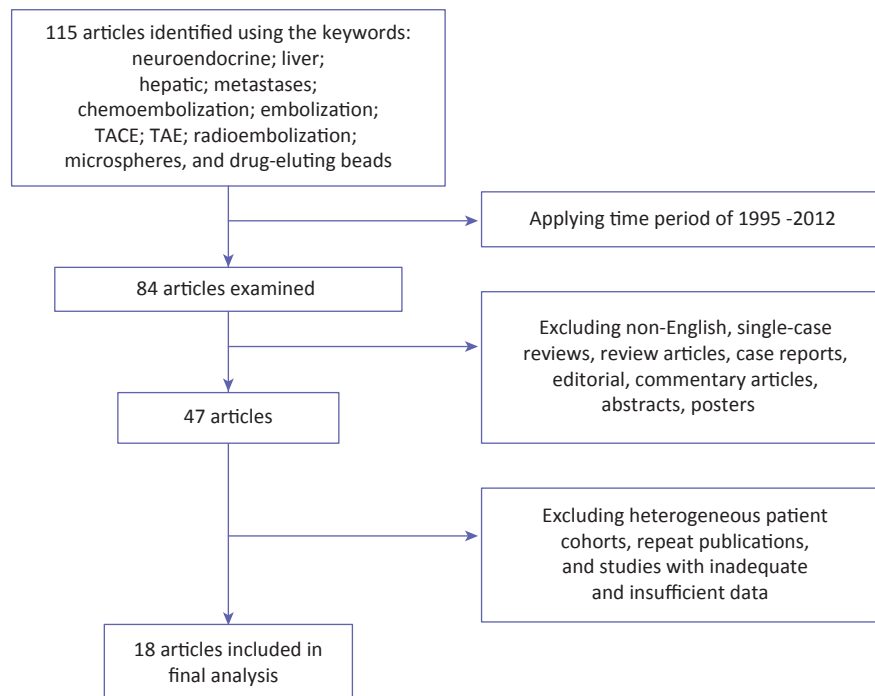 115 articles identified using the keywords:
neuroendocrine; liver;
hepatic; metastases;
chemoembolization; embolization;
TACE; TAE; radioembolization;
microspheres, and drug-eluting beads
Applying time period of 1995 -2012
84 articles examined
Excluding non-English, single-case
reviews, review articles, case reports,
editorial, commentary articles,
abstracts, posters
47 articles
Excluding heterogeneous patient
cohorts, repeat publications,
and studies with inadequate
and insufficient data
18 articles included in
final analysis